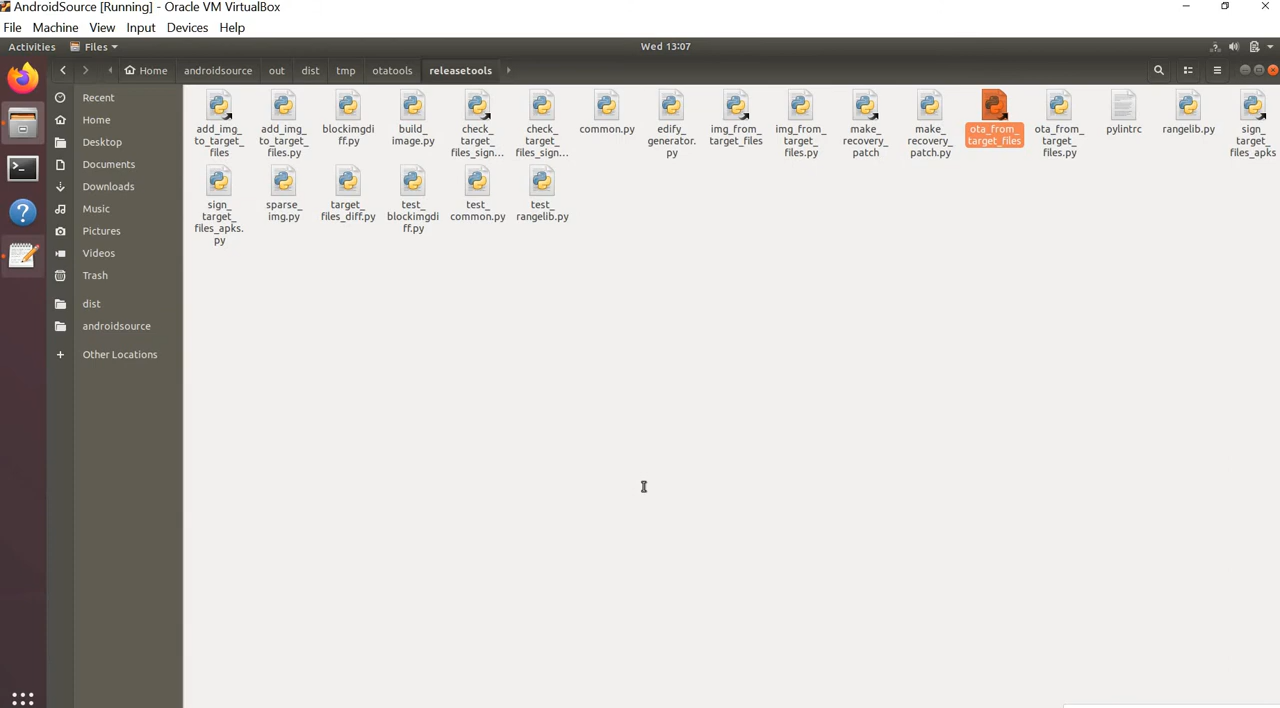 AndroidSource [Running] - Oracle VM VirtualBox
File Machine View Input Devices Help
Activities Files Wed 13:07
Home androidsource out dist tmp otatools releasetools
Recent
Home
Desktop
Documents
Downloads
Music
Pictures
Videos
Trash
dist
androidsource
Other Locations
add_img_
to_target_
files
add_img_
to_target_
files.py
blockimgdi
ff.py
build_
image.py
check_
target_
files_sign...
check_
target_
files_sign...
common.py
edify_
generator.
py
img_from_
target_files
img_from_
target_
files.py
make_
recovery_
patch
make_
recovery_
patch.py
ota_from_
target_files
ota_from_
target_
files.py
pylintrc
rangelib.py
sign_
target_
files_apks
sign_
target_
files_apks.
py
sparse_
img.py
target_
files_diff.py
test_
blockimgdi
ff.py
test_
common.py
test_
rangelib.py